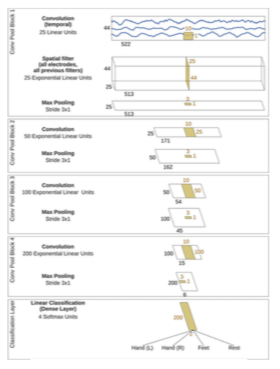 Conv Pool Block 1
Convolution
(temporal)
25 Linear Units
44
522
10
1
Spatial filter
(all electrodes,
all previous filters)
25 Exponential Linear Units
25
44
44
25
513
Max Pooling
Stride 3x1
3
1
25
513
Conv Pool Block 2
Convolution
50 Exponential Linear Units
10
25
25
171
Max Pooling
Stride 3x1
3
1
50
162
Conv Pool Block 3
Convolution
100 Exponential Linear Units
10
50
50
54
Max Pooling
Stride 3x1
3
1
100
45
Conv Pool Block 4
Convolution
200 Exponential Linear Units
10
100
100
15
Max Pooling
Stride 3x1
3
1
200
6
Classification Layer
Linear Classification
(Dense Layer)
4 Softmax Units
200
Hand (L) Hand (R) Feet Rest